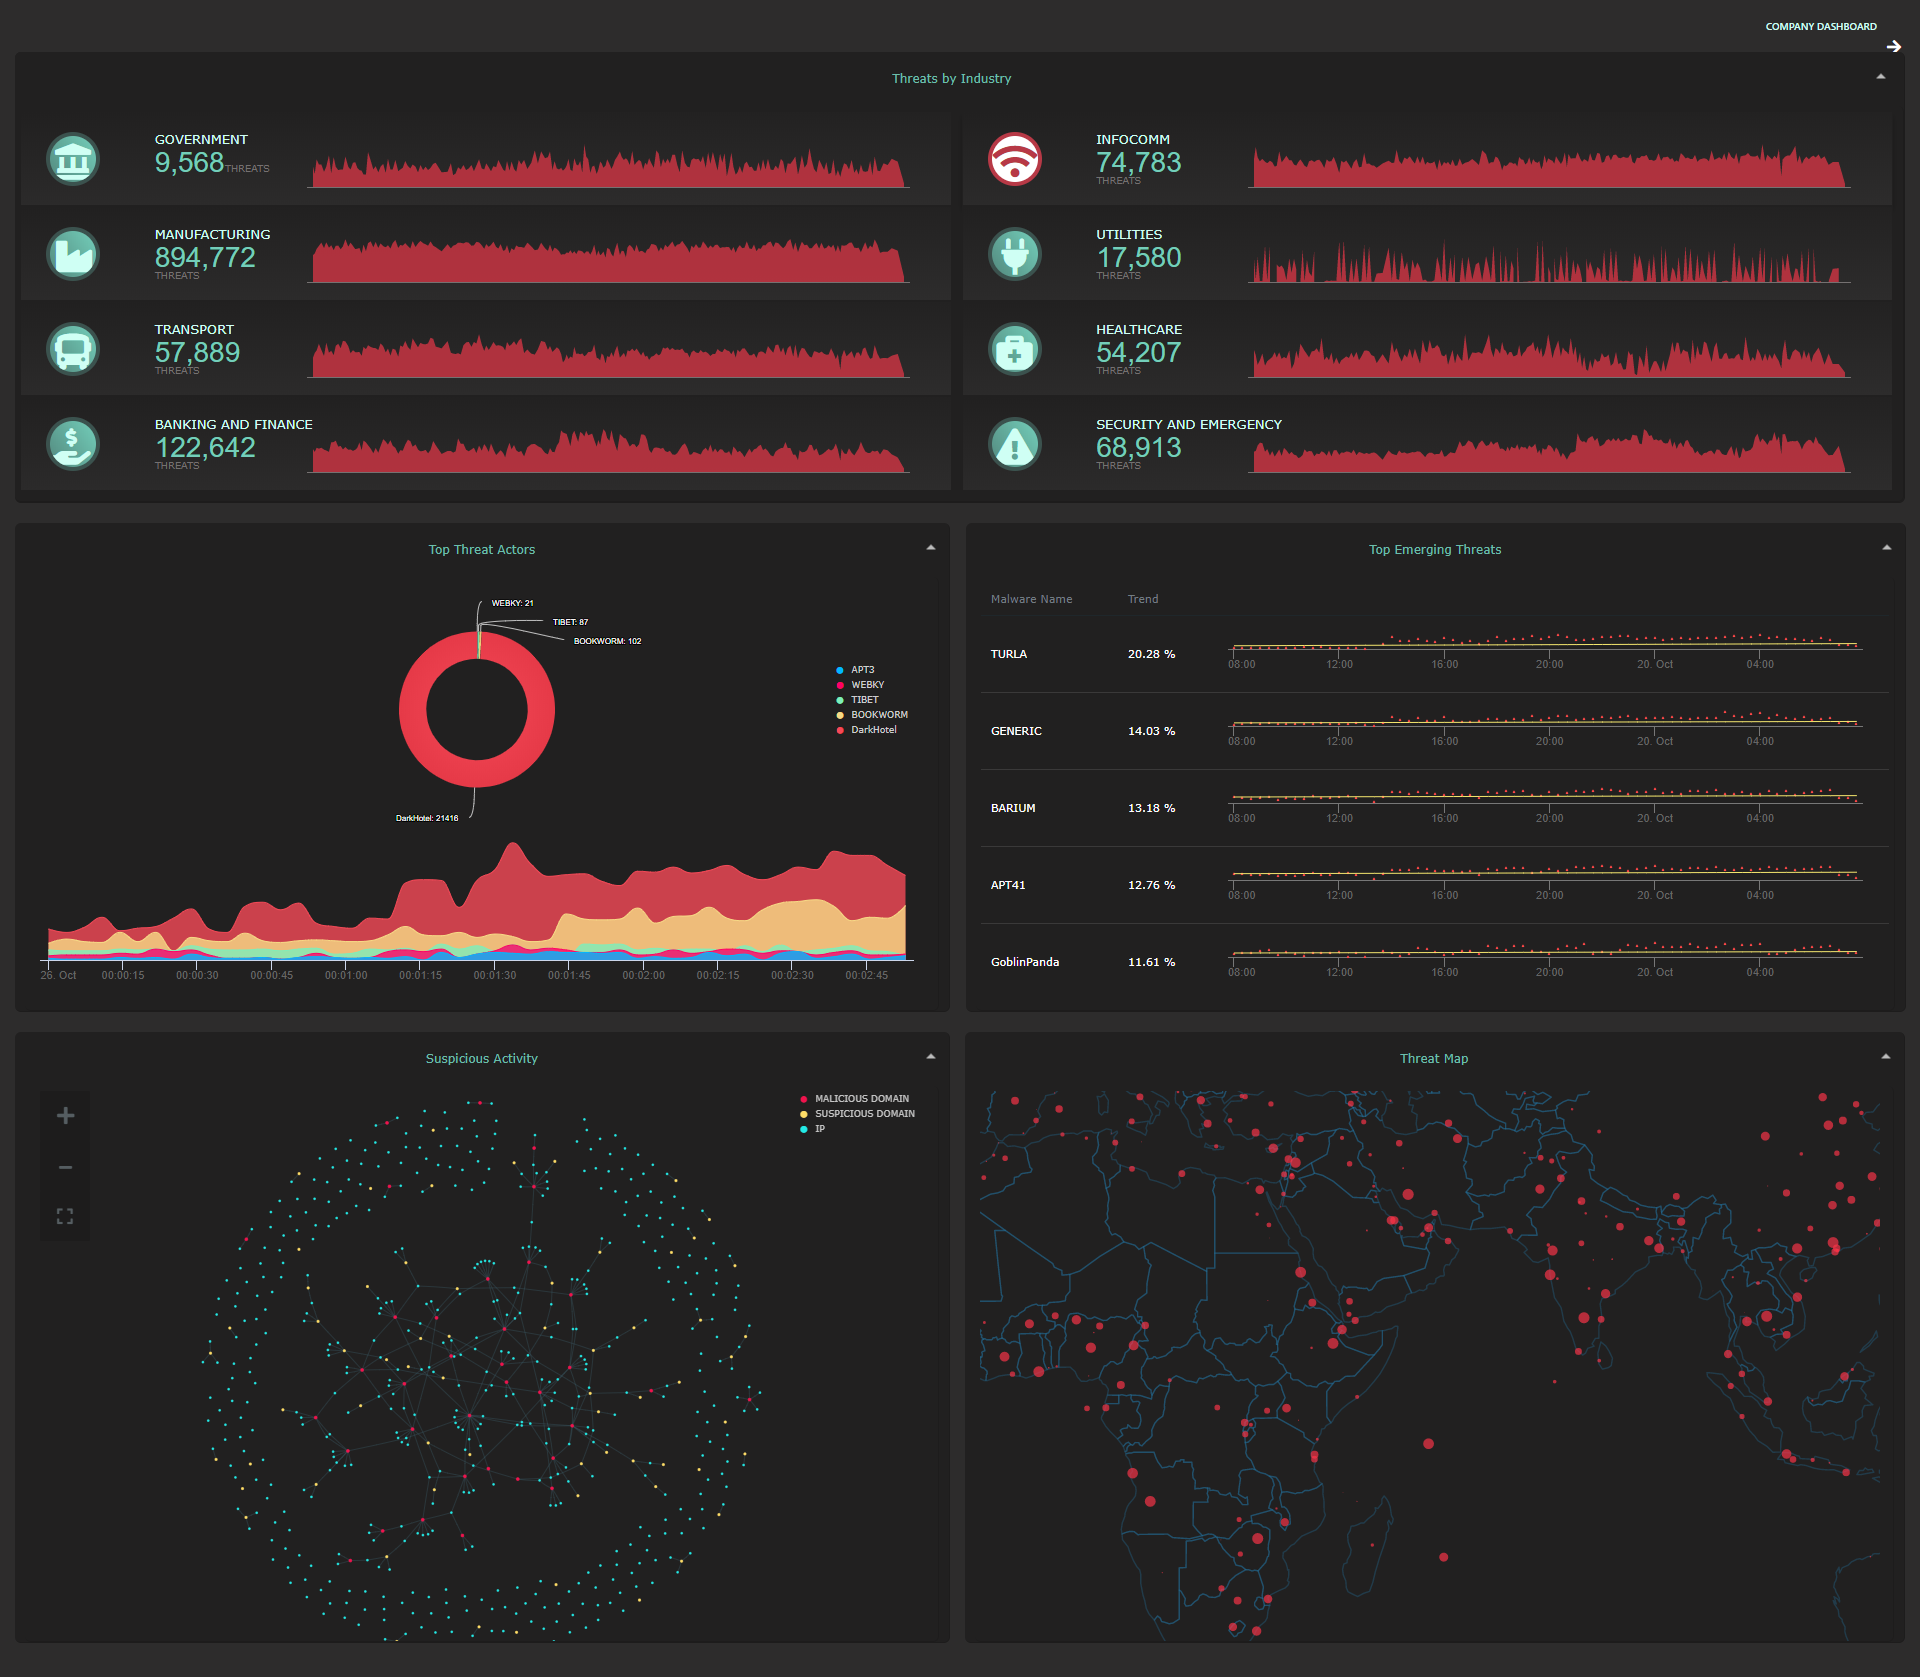 COMPANY DASHBOARD
Threats by Industry
GOVERNMENT
9,568 THREATS
INFOCOMM
74,783
THREATS
MANUFACTURING
894,772
THREATS
UTILITIES
17,580
THREATS
TRANSPORT
57,889
THREATS
HEALTHCARE
54,207
THREATS
BANKING AND FINANCE
122,642
THREATS
SECURITY AND EMERGENCY
68,913
THREATS
Top Threat Actors
WEBKY: 21
TIBET: 87
BOOKWORM: 102
APT3
WEBKY
TIBET
BOOKWORM
DarkHotel
DarkHotel: 21416
26. Oct 00:00:15 00:00:30 00:00:45 00:01:00 00:01:15 00:01:30 00:01:45 00:02:00 00:02:15 00:02:30 00:02:45
Top Emerging Threats
Malware Name Trend
TURLA 20.28 %
08:00 12:00 16:00 20:00 20. Oct 04:00
GENERIC 14.03 %
08:00 12:00 16:00 20:00 20. Oct 04:00
BARIUM 13.18 %
08:00 12:00 16:00 20:00 20. Oct 04:00
APT41 12.76 %
08:00 12:00 16:00 20:00 20. Oct 04:00
GoblinPanda 11.61 %
08:00 12:00 16:00 20:00 20. Oct 04:00
Suspicious Activity
MALICIOUS DOMAIN
SUSPICIOUS DOMAIN
IP
Threat Map